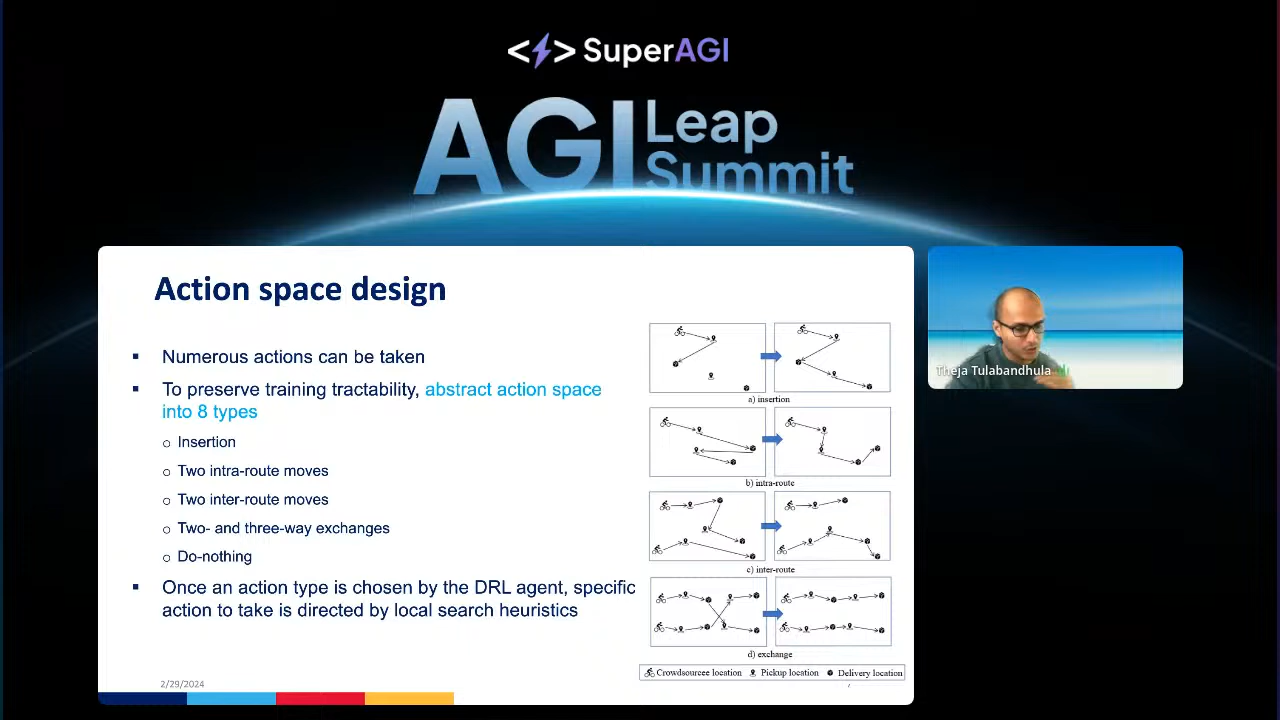 <⚡> SuperAGI
AGI Leap
Summit
Action space design
▪ Numerous actions can be taken
▪ To preserve training tractability, abstract action space
into 8 types
o Insertion
o Two intra-route moves
o Two inter-route moves
o Two- and three-way exchanges
o Do-nothing
▪ Once an action type is chosen by the DRL agent, specific
action to take is directed by local search heuristics
a) insertion
b) intra-route
c) inter-route
d) exchange
Crowdsourcee location Pickup location Delivery location
2/29/2024
Theja Tulabandhula